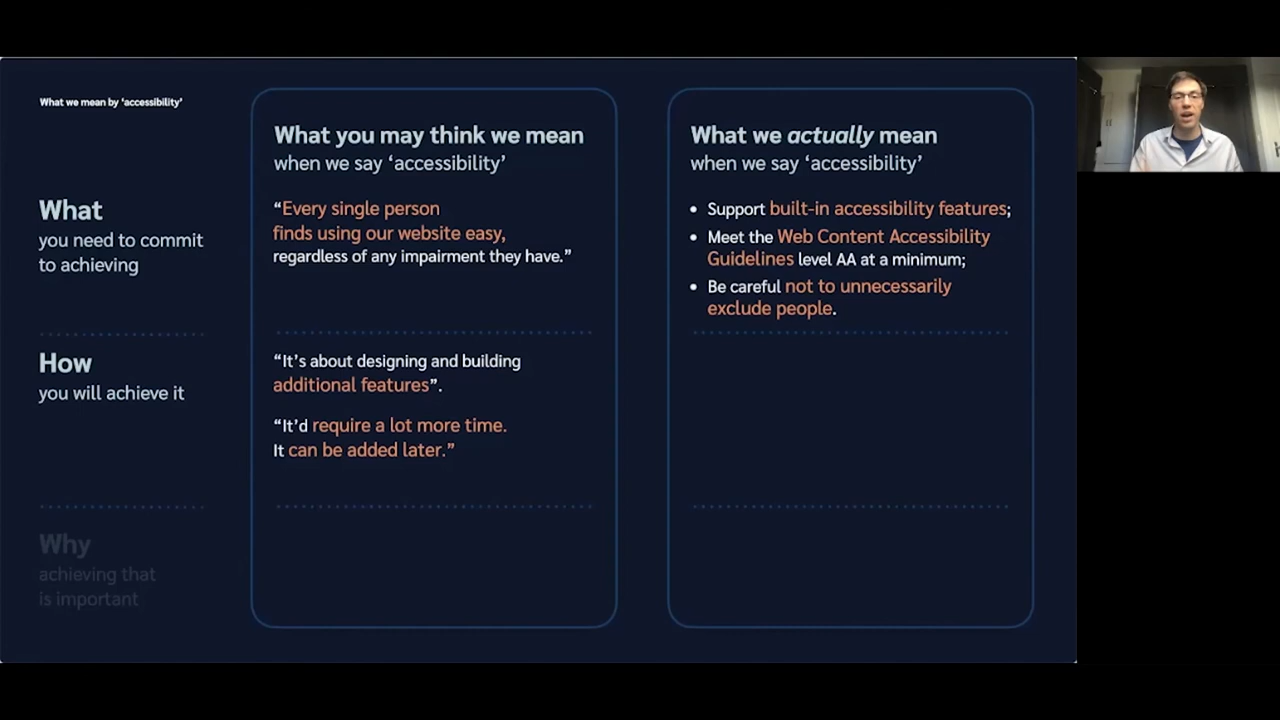 What we mean by ‘accessibility’
What you may think we mean
when we say ‘accessibility’
What we actually mean
when we say ‘accessibility’
What
you need to commit
to achieving
“Every single person
finds using our website easy,
regardless of any impairment they have.”
• Support built-in accessibility features;
• Meet the Web Content Accessibility
Guidelines level AA at a minimum;
• Be careful not to unnecessarily
exclude people.
How
you will achieve it
“It’s about designing and building
additional features”.
“It’d require a lot more time.
It can be added later.”
Why
achieving that
is important